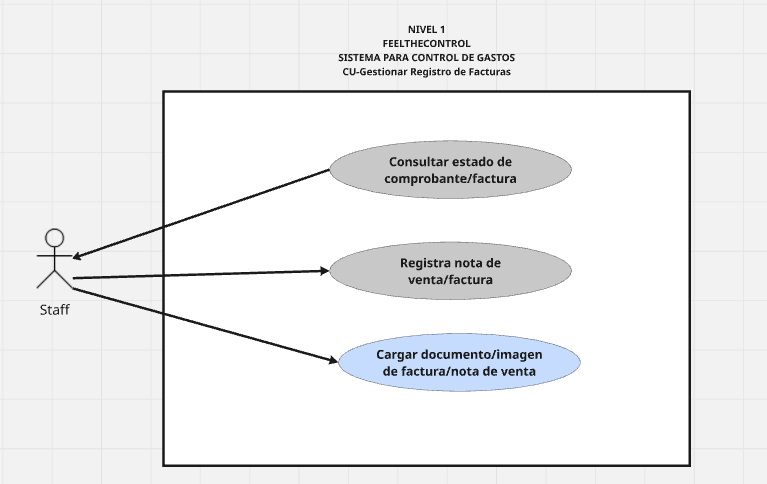 NIVEL 1
FEELTHECONTROL
SISTEMA PARA CONTROL DE GASTOS
CU-Gestionar Registro de Facturas
Consultar estado de
comprobante/factura
Registra nota de
venta/factura
Staff
Cargar documento/imagen
de factura/nota de venta